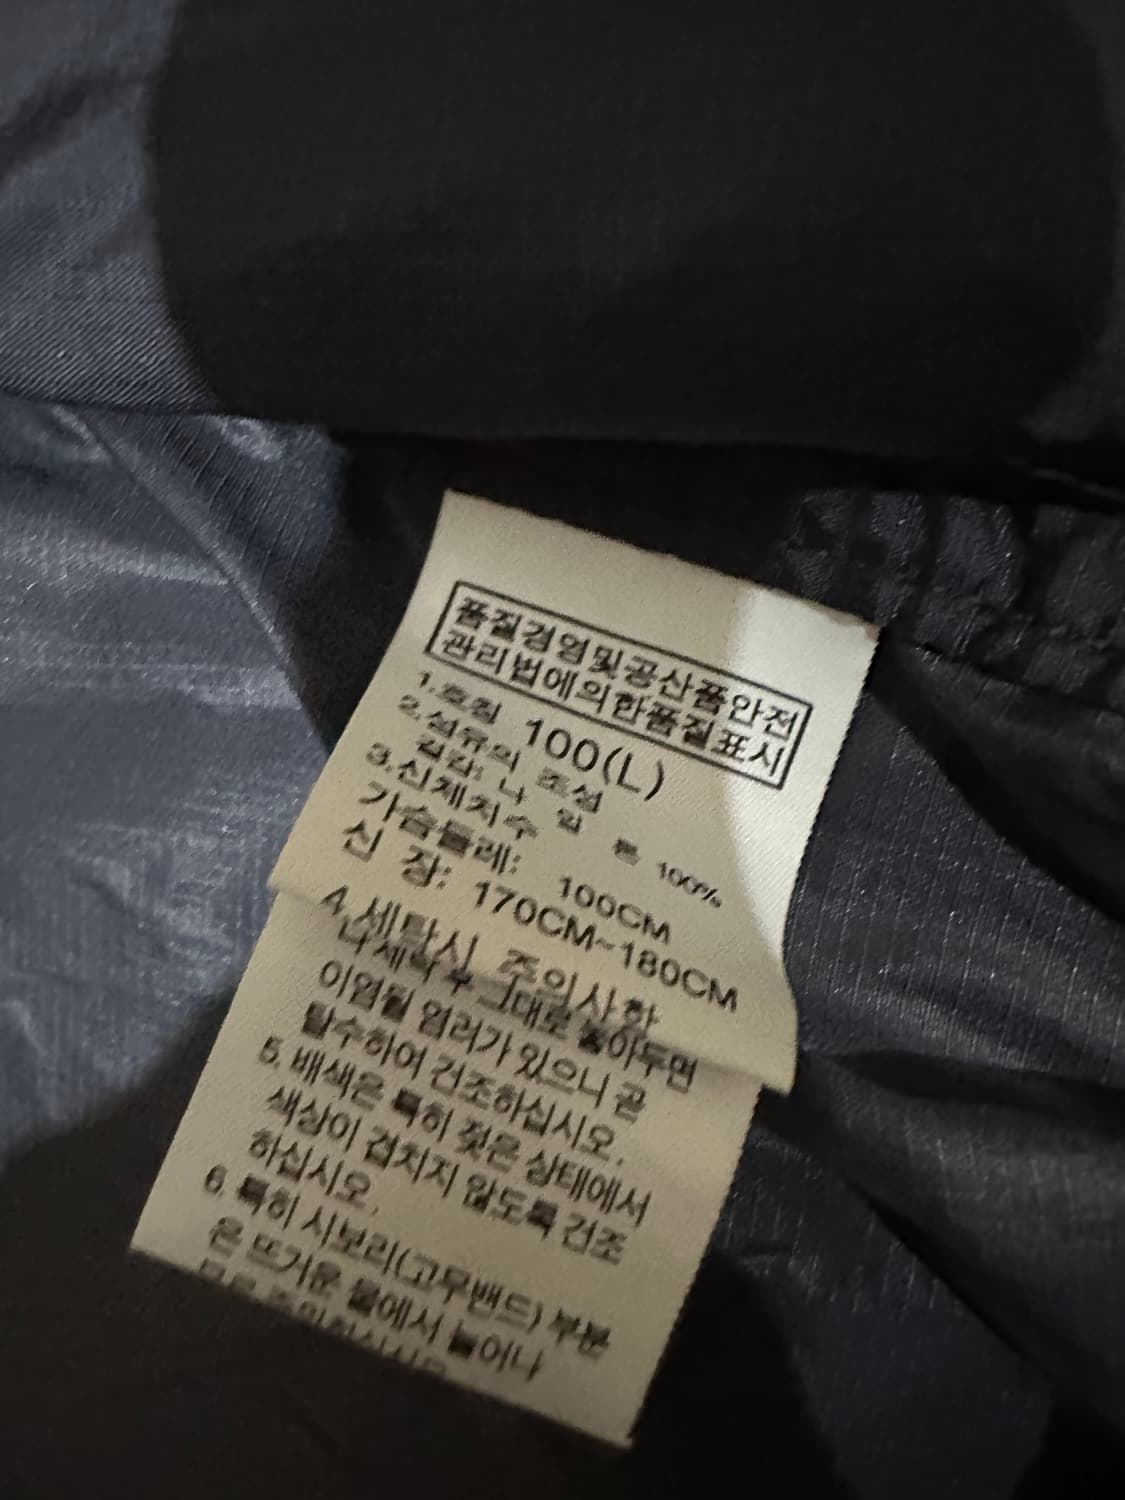 품질경영및공산품안전
관리법에의한품질표시
1.호칭 100(L)
2.섬유의 조성
겉감: 나 일 론 100%
3.신체치수
가슴둘레: 100CM
신 장: 170CM~180CM
4.세탁시 주의사항
그대로 놓아두면
이염될 염려가 있으니 곧
탈수하여 건조하십시오.
5. 배색은 특히 젖은 상태에서
색상이 겹치지 않도록 건조
하십시오.
6. 특히 시보리(고무밴드) 부분
은 뜨거운 물에서 늘어나